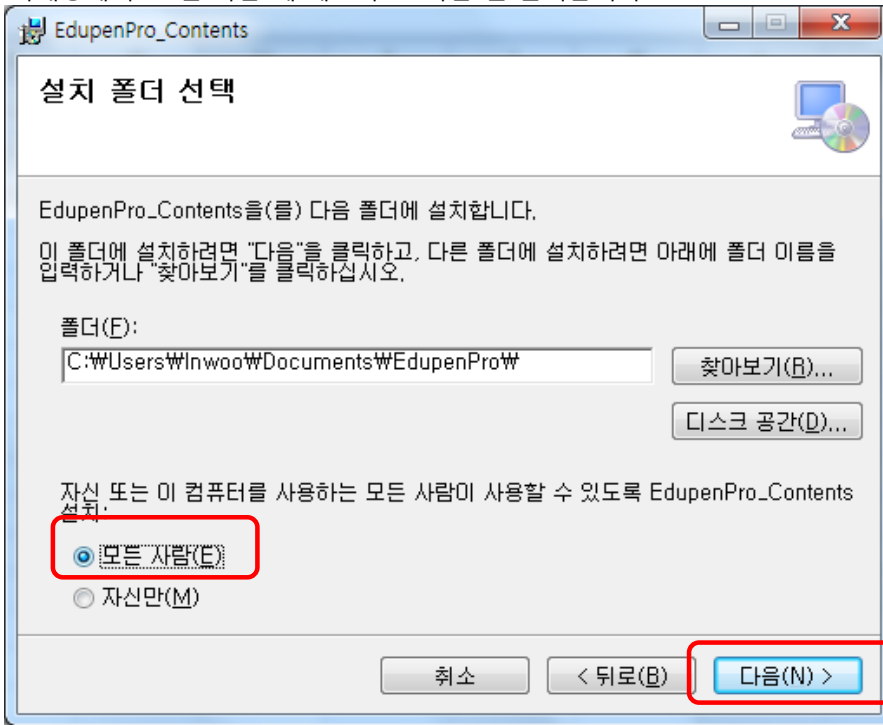 EdupenPro_Contents
설치 폴더 선택
EdupenPro_Contents을(를) 다음 폴더에 설치합니다.
이 폴더에 설치하려면 "다음"을 클릭하고, 다른 폴더에 설치하려면 아래에 폴더 이름을
입력하거나 "찾아보기"를 클릭하십시오.
폴더(F):
C:₩Users₩Inwoo₩Documents₩EdupenPro₩
찾아보기(R)...
디스크 공간(D)...
자신 또는 이 컴퓨터를 사용하는 모든 사람이 사용할 수 있도록 EdupenPro_Contents
설치:
모든 사람(E)
자신만(M)
취소
< 뒤로(B)
다음(N) >